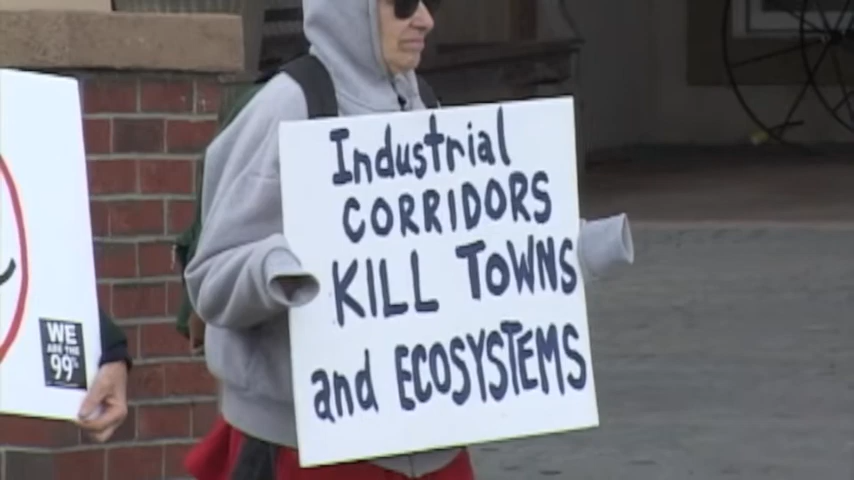 Industrial
CORRIDORS
KILL TOWNS
and ECOSYSTEMS
WE
ARE THE
99%